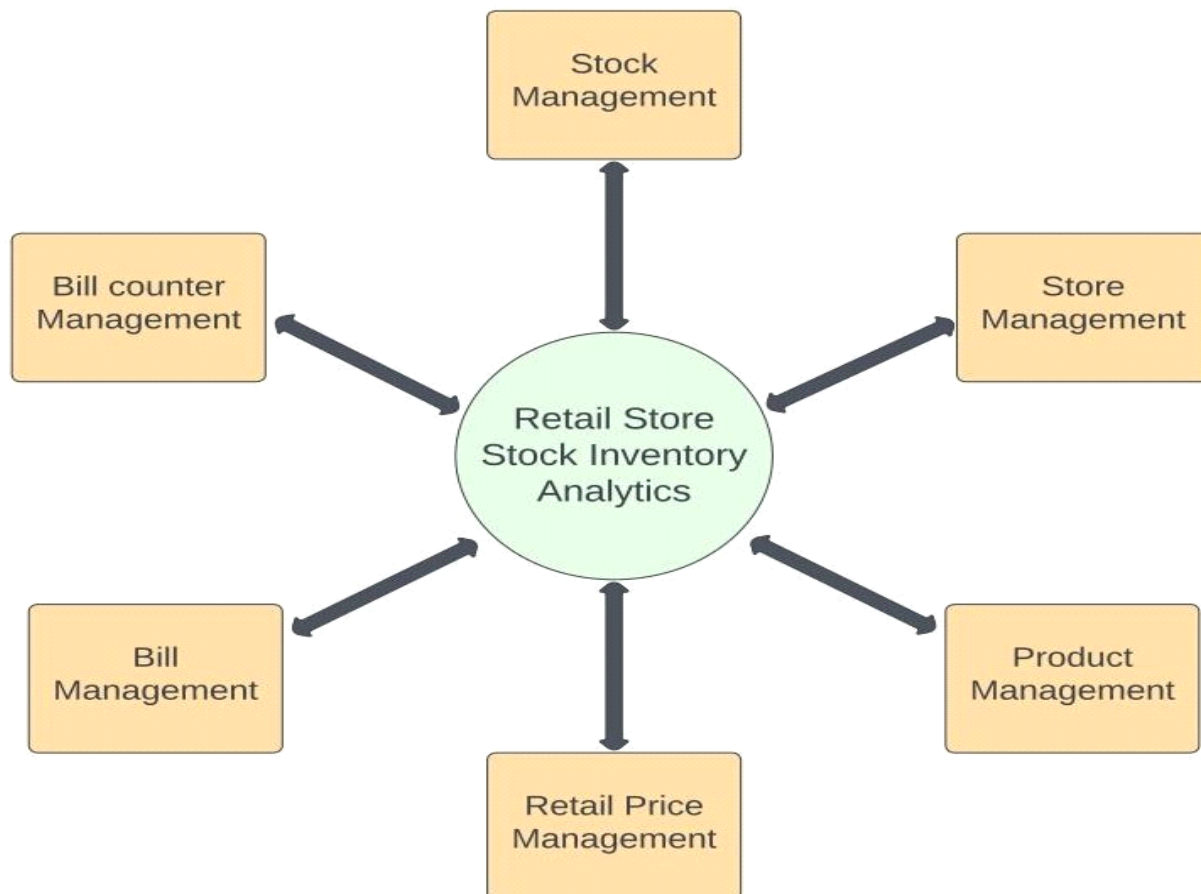 Stock
Management
Bill counter
Management
Store
Management
Retail Store
Stock Inventory
Analytics
Bill
Management
Product
Management
Retail Price
Management